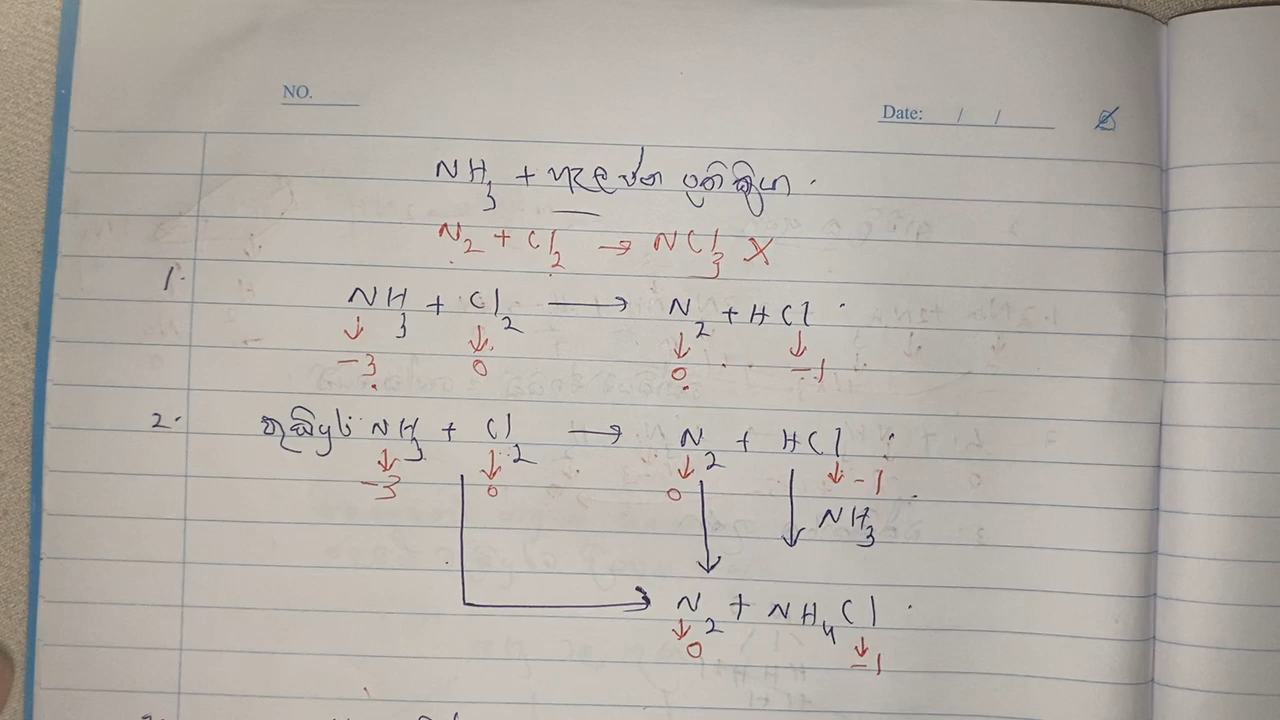 NO.
Date: / /
NH3 + හැලජන ප්‍රතික්‍රියා .
N2 + Cl2 → NCl3 X
1. NH3 + Cl2 → N2 + HCl .
↓ ↓ ↓ ↓
-3 0 0 -1
2. වැඩිපුර NH3 + Cl2 → N2 + HCl .
↓ ↓ ↓ ↓ -1
-3 0 0
NH3
N2 + NH4Cl .
↓ ↓
0 -1